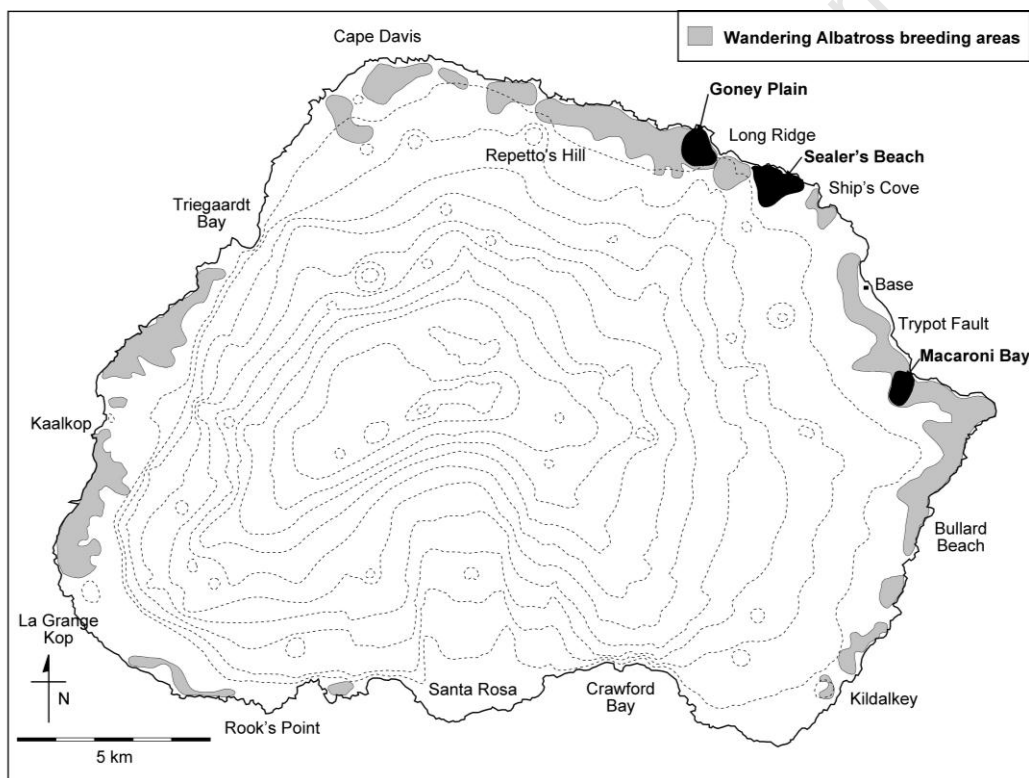 Cape Davis
Wandering Albatross breeding areas
Goney Plain
Long Ridge
Repetto's Hill
Sealer's Beach
Ship's Cove
Triegaardt
Bay
Base
Trypot Fault
Macaroni Bay
Kaalkop
Bullard
Beach
La Grange
Kop
N
Santa Rosa
Crawford
Bay
Kildalkey
Rook's Point
5 km